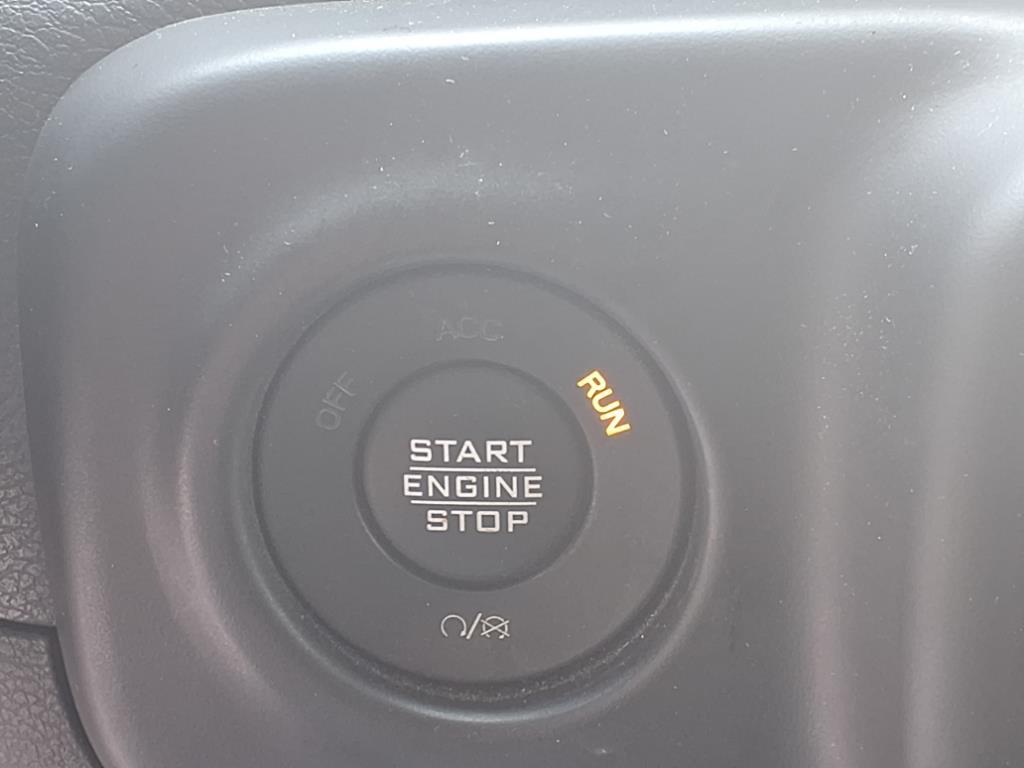 ACC
OFF
RUN
START
ENGINE
STOP